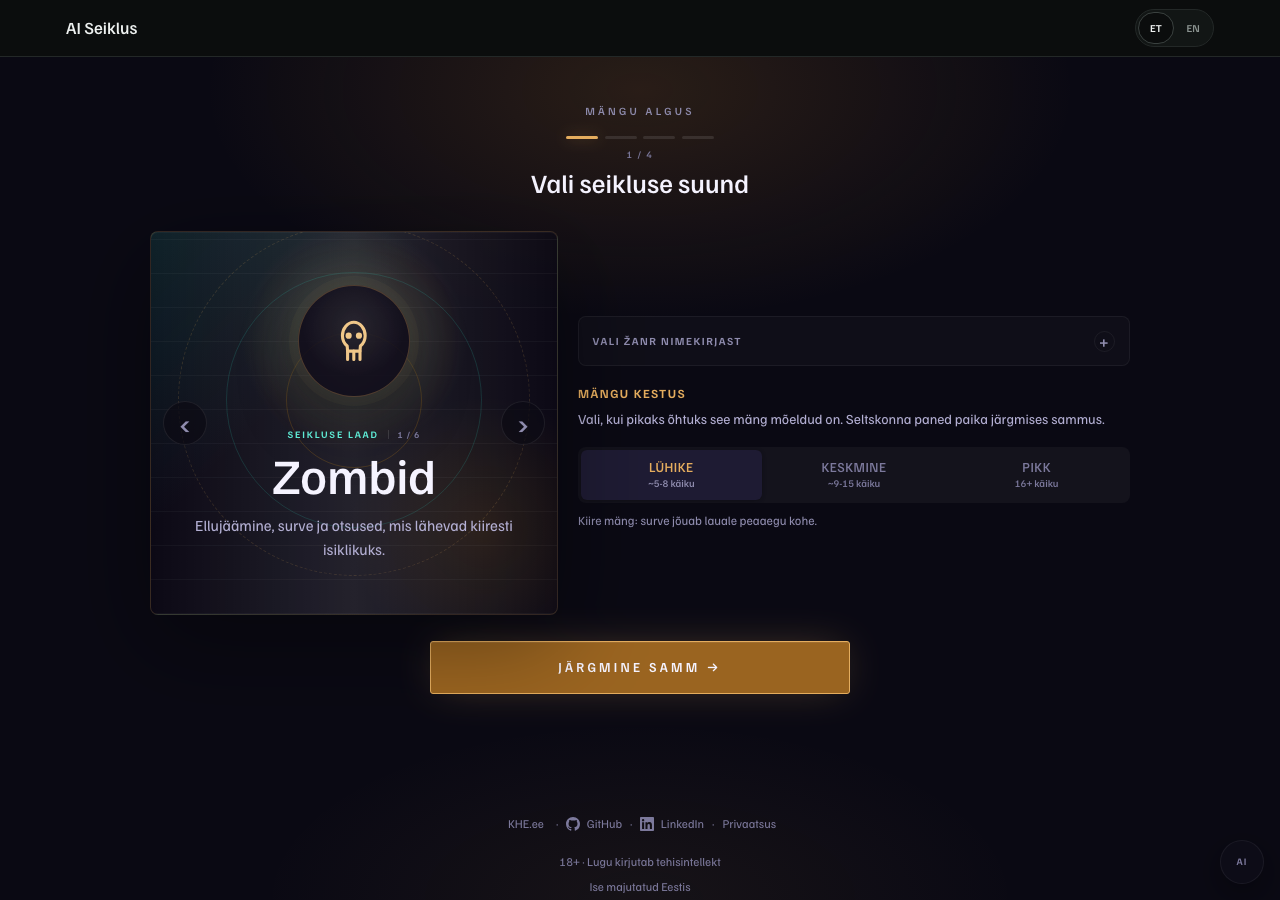 AI Seiklus
ET EN
MÄNGU ALGUS
1 / 4
Vali seikluse suund
SEIKLUSE LAAD | 1 / 6
Zombid
Ellujäämine, surve ja otsused, mis lähevad kiiresti
isiklikuks.
VALI ŽANR NIMEKIRJAST
+
MÄNGU KESTUS
Vali, kui pikaks õhtuks see mäng mõeldud on. Seltskonna paned paika järgmises sammus.
LÜHIKE
~5-8 käiku
KESKMINE
~9-15 käiku
PIKK
16+ käiku
Kiire mäng: surve jõuab lauale peaaegu kohe.
JÄRGMINE SAMM →
KHE.ee · GitHub · LinkedIn · Privaatsus
18+ · Lugu kirjutab tehisintellekt
Ise majutatud Eestis
AI